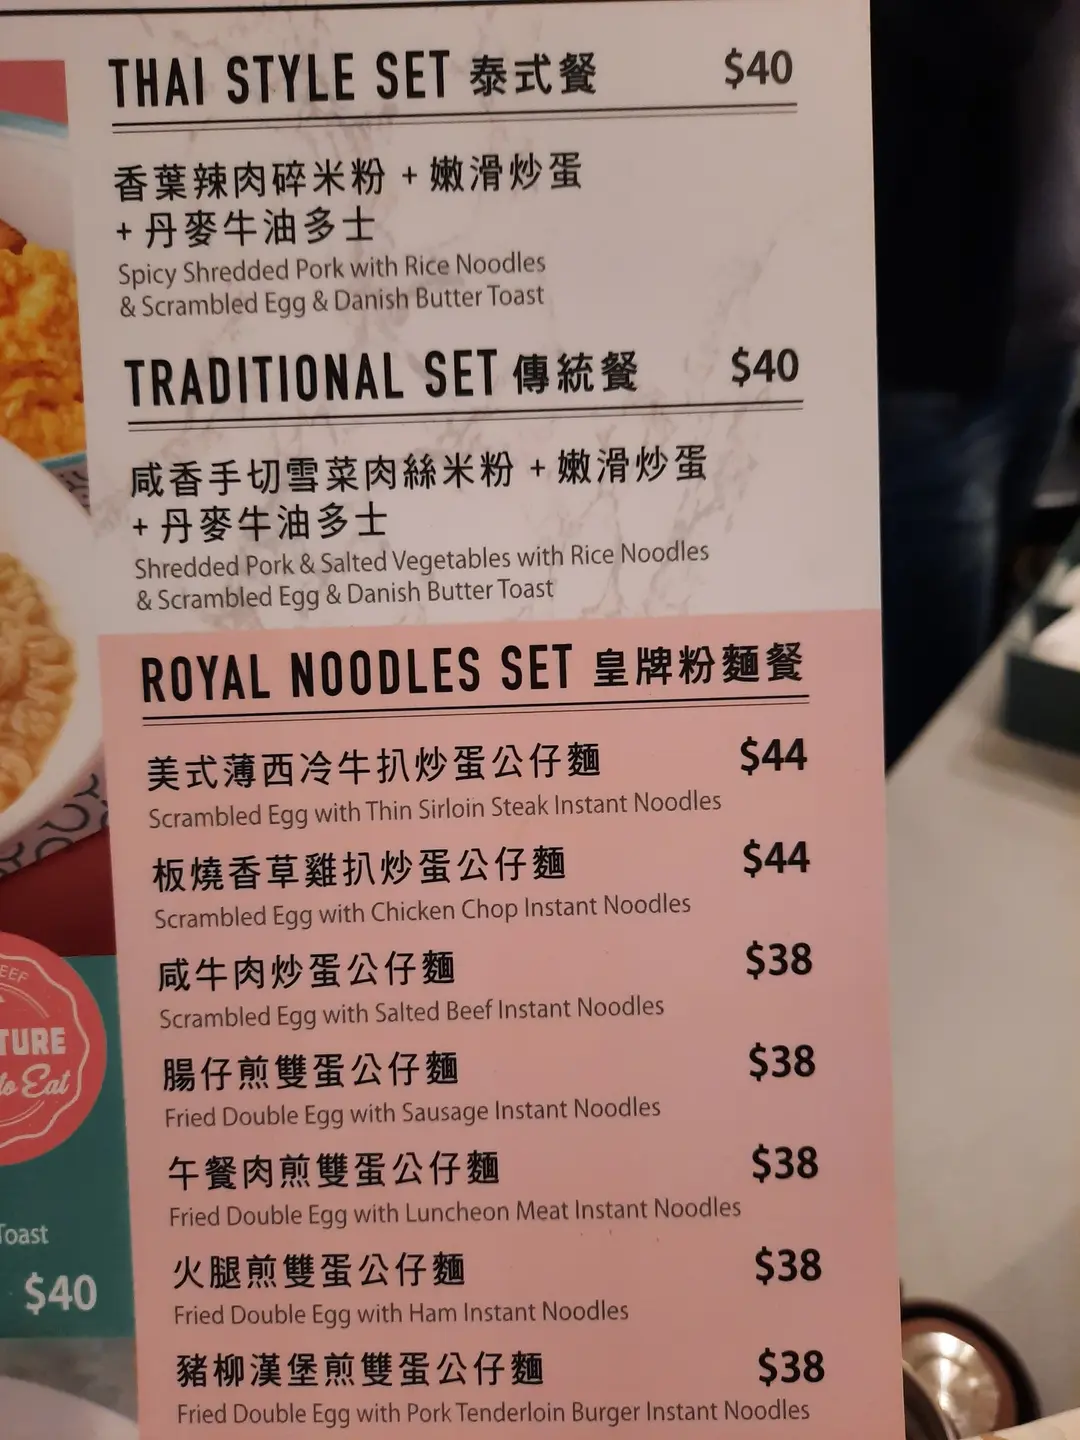 THAI STYLE SET 泰式餐 $40
香葉辣肉碎米粉 + 嫩滑炒蛋
+ 丹麥牛油多士
Spicy Shredded Pork with Rice Noodles
& Scrambled Egg & Danish Butter Toast
TRADITIONAL SET 傳統餐 $40
咸香手切雪菜肉絲米粉 + 嫩滑炒蛋
+ 丹麥牛油多士
Shredded Pork & Salted Vegetables with Rice Noodles
& Scrambled Egg & Danish Butter Toast
ROYAL NOODLES SET 皇牌粉麵餐
美式薄西冷牛扒炒蛋公仔麵 $44
Scrambled Egg with Thin Sirloin Steak Instant Noodles
板燒香草雞扒炒蛋公仔麵 $44
Scrambled Egg with Chicken Chop Instant Noodles
咸牛肉炒蛋公仔麵 $38
Scrambled Egg with Salted Beef Instant Noodles
腸仔煎雙蛋公仔麵 $38
Fried Double Egg with Sausage Instant Noodles
午餐肉煎雙蛋公仔麵 $38
Fried Double Egg with Luncheon Meat Instant Noodles
火腿煎雙蛋公仔麵 $38
Fried Double Egg with Ham Instant Noodles
豬柳漢堡煎雙蛋公仔麵 $38
Fried Double Egg with Pork Tenderloin Burger Instant Noodles
to Eat
Toast
$40